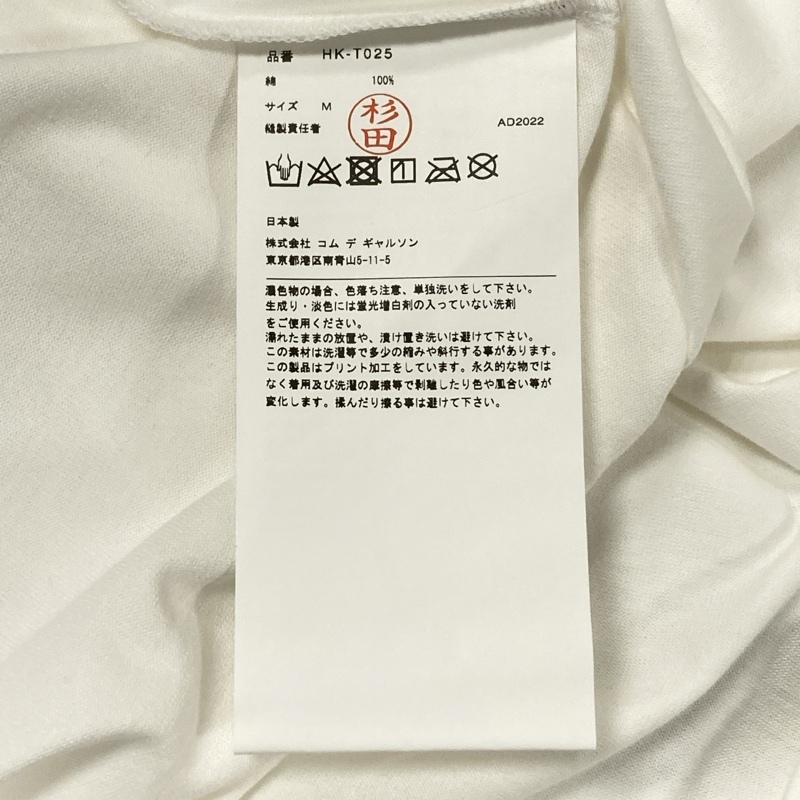 品番 HK-T025
綿 100%
サイズ M
縫製責任者 杉田 AD2022
日本製
株式会社 コム デ ギャルソン
東京都港区南青山5-11-5
濃色物の場合、色落ち注意、単独洗いをして下さい。
生成り・淡色には蛍光増白剤の入っていない洗剤
をご使用ください。
濡れたままの放置や、漬け置き洗いは避けて下さい。
この素材は洗濯等で多少の縮みや斜行する事があります。
この製品はプリント加工をしています。永久的な物では
なく着用及び洗濯の摩擦等で剥離したり色や風合い等が
変化します。揉んだり擦る事は避けて下さい。